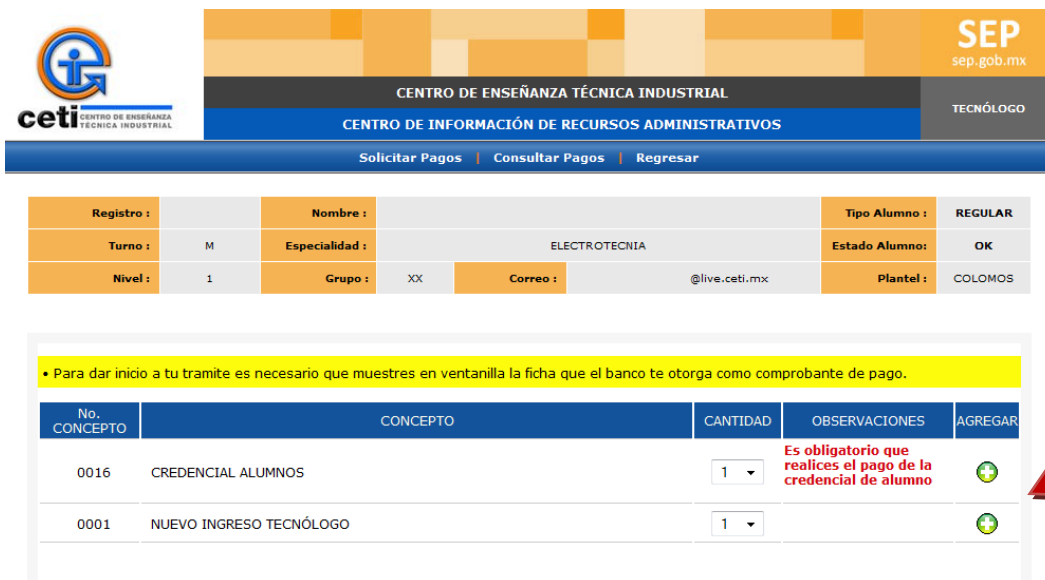 SEP
sep.gob.mx
TECNÓLOGO
ceti CENTRO DE ENSEÑANZA
TÉCNICA INDUSTRIAL
CENTRO DE ENSEÑANZA TÉCNICA INDUSTRIAL
CENTRO DE INFORMACIÓN DE RECURSOS ADMINISTRATIVOS
Solicitar Pagos | Consultar Pagos | Regresar
Registro : Nombre : Tipo Alumno : REGULAR
Turno : M Especialidad : ELECTROTECNIA Estado Alumno: OK
Nivel : 1 Grupo : XX Correo : @live.ceti.mx Plantel : COLOMOS
• Para dar inicio a tu tramite es necesario que muestres en ventanilla la ficha que el banco te otorga como comprobante de pago.
No. CONCEPTO CONCEPTO CANTIDAD OBSERVACIONES AGREGAR
0016 CREDENCIAL ALUMNOS 1
Es obligatorio que
realices el pago de la
credencial de alumno
0001 NUEVO INGRESO TECNÓLOGO 1